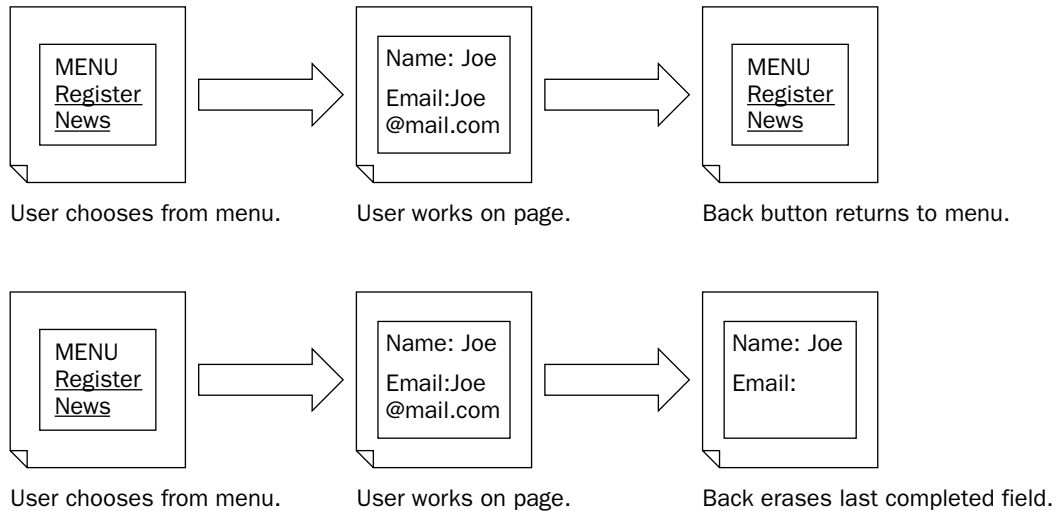 MENU
Register
News
Name: Joe
Email:Joe
@mail.com
MENU
Register
News
User chooses from menu.
User works on page.
Back button returns to menu.
MENU
Register
News
Name: Joe
Email:Joe
@mail.com
Name: Joe
Email:
User chooses from menu.
User works on page.
Back erases last completed field.